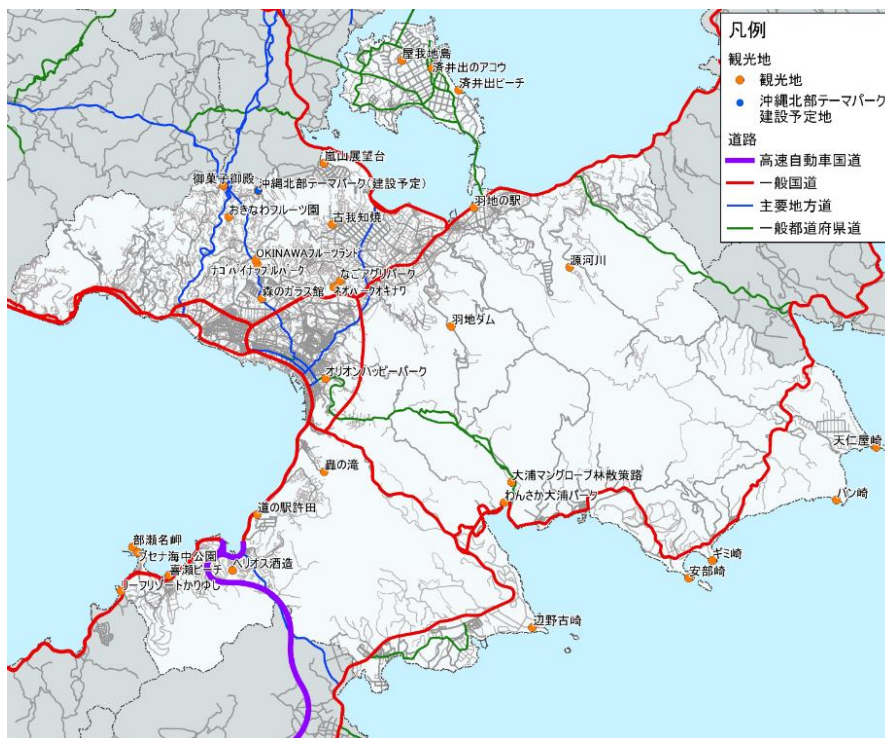 凡例
観光地
観光地
沖縄北部テーマパーク
建設予定地
道路
高速自動車国道
一般国道
主要地方道
一般都道府県道
屋我地島
済井出のアコウ
済井出ビーチ
嵐山展望台
御菓子御殿
沖縄北部テーマパーク(建設予定)
おきなわフルーツ園
古我知焼
羽地の駅
OKINAWAフルーツランド
ナゴパイナップルパーク
なごアグリパーク
ネオパークオキナワ
森のガラス館
源河川
羽地ダム
オリオンハッピーパーク
天仁屋崎
轟の滝
大浦マングローブ林散策路
わんさか大浦パーク
バン崎
道の駅許田
部瀬名岬
ブセナ海中公園
喜瀬ビーチ
ヘリオス酒造
リーフリゾートかりゆし
ギミ崎
安部崎
辺野古崎